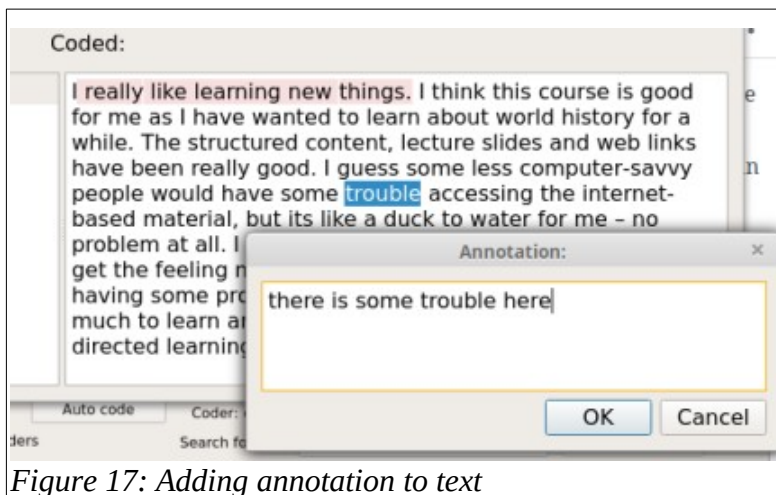 Coded:
I really like learning new things. I think this course is good
for me as I have wanted to learn about world history for a
while. The structured content, lecture slides and web links
have been really good. I guess some less computer-savvy
people would have some trouble accessing the internet-
based material, but its like a duck to water for me – no
problem at all. I
get the feeling
having some
much to learn
directed learning
Annotation:
there is some trouble here
OK Cancel
Auto code Coder:
Search
Figure 17: Adding annotation to text